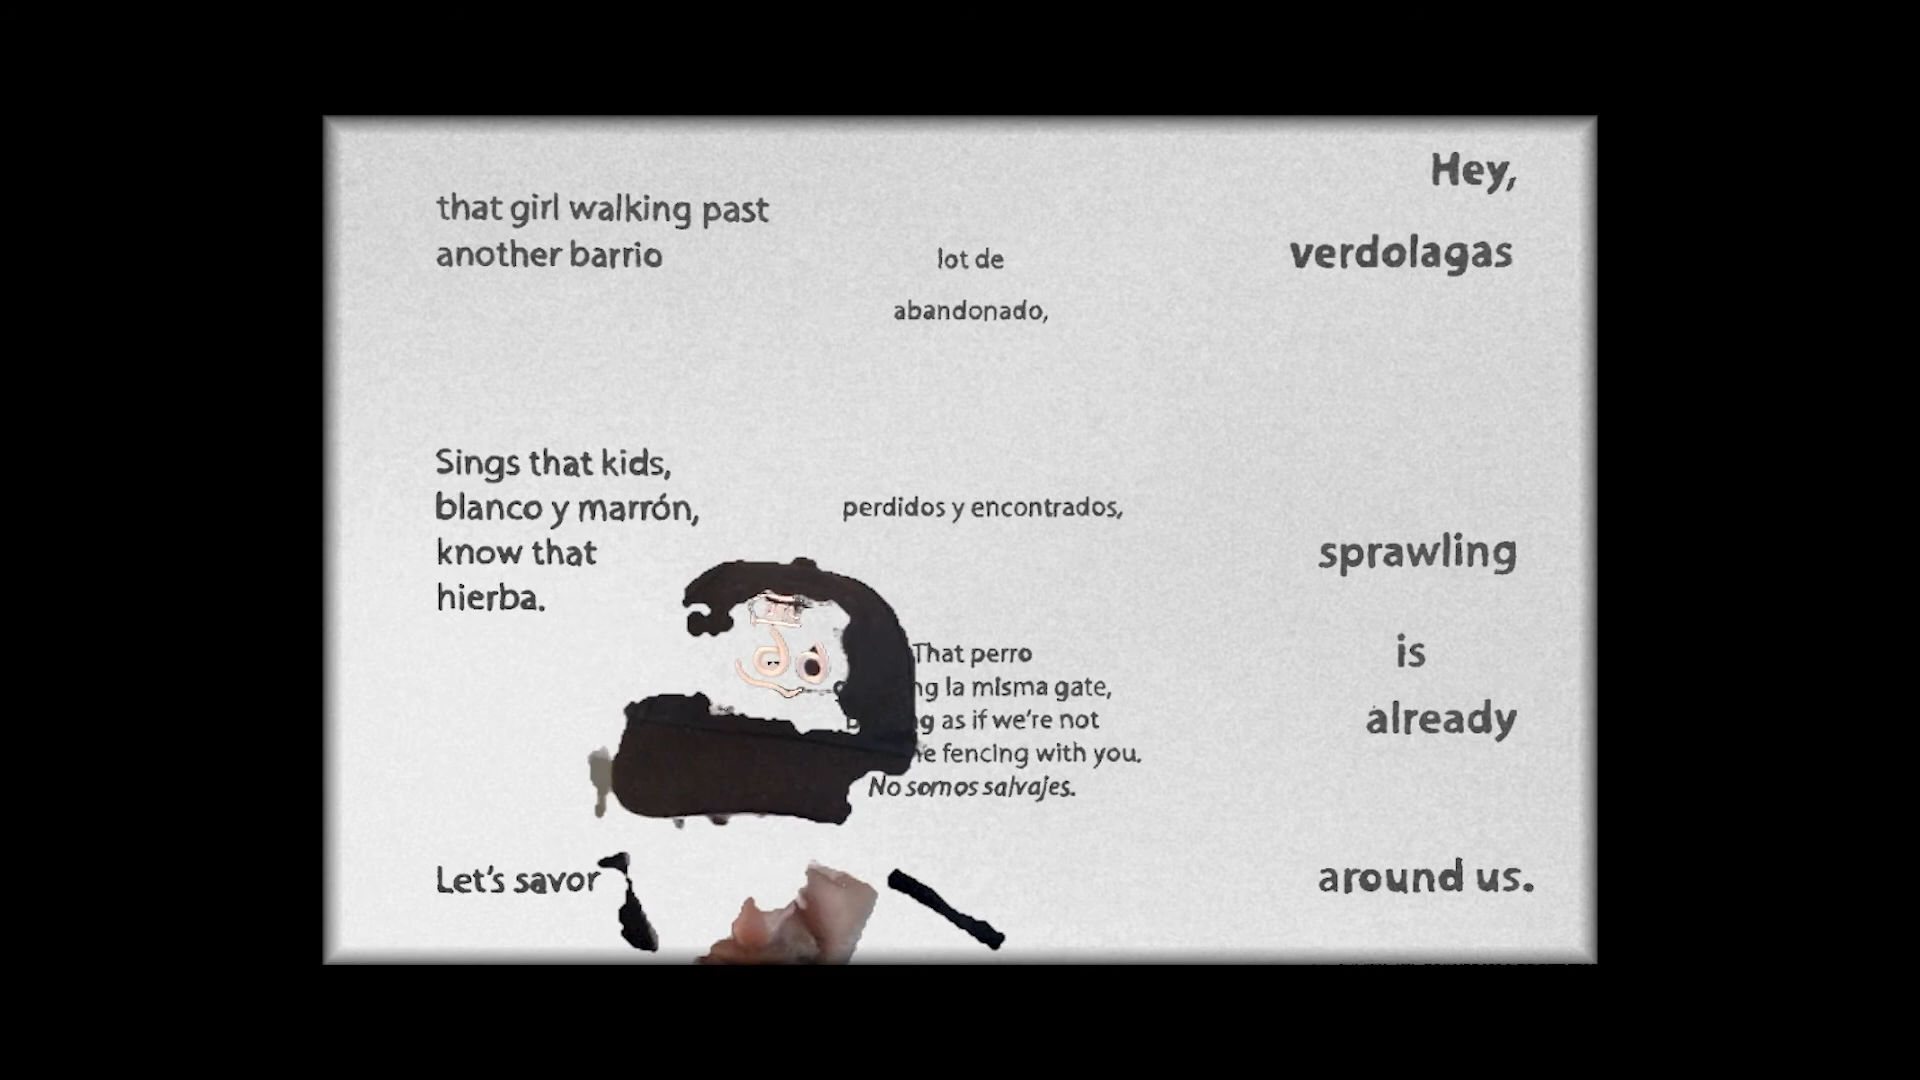 that girl walking past
another barrio
Sings that kids,
blanco y marrón,
know that
hierba.
Let's savor
lot de
abandonado,
perdidos y encontrados,
That perro
la misma gate,
as if we're not
fencing with you.
No somos salvajes.
Hey,
verdolagas
sprawling
is
already
around us.